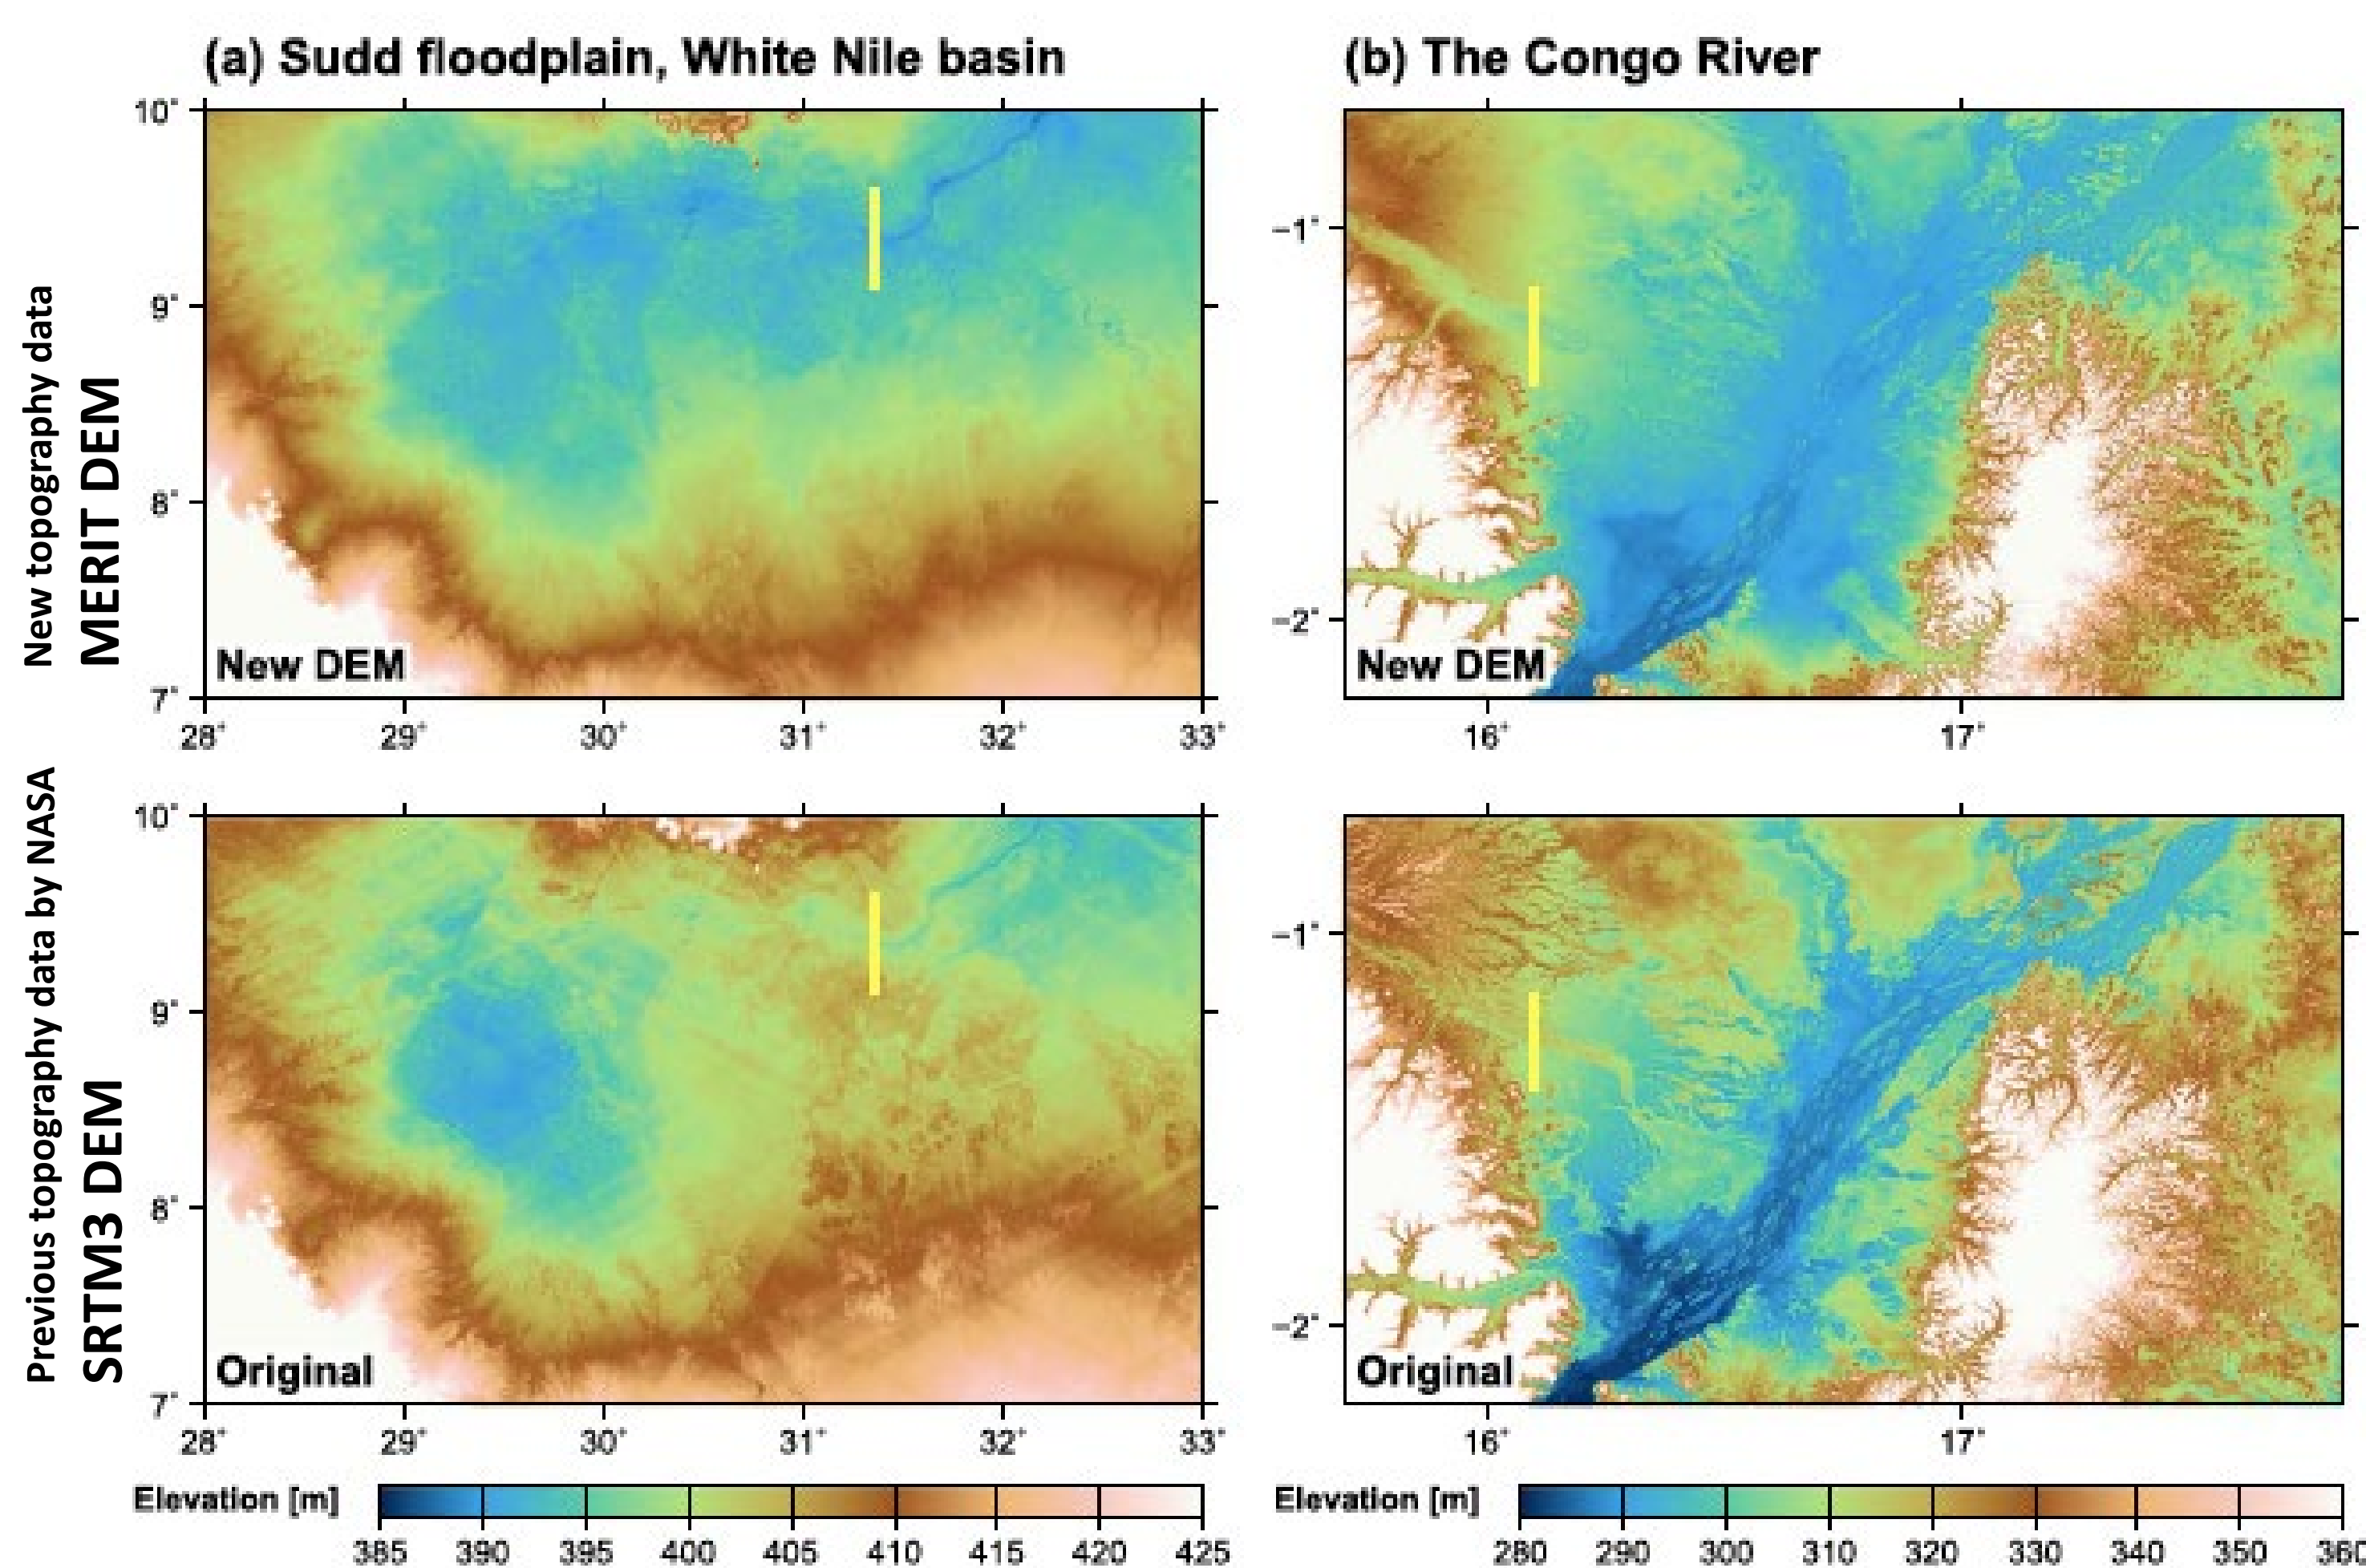 (a) Sudd floodplain, White Nile basin
(b) The Congo River
New topography data
MERIT DEM
10°
9°
8°
7°
New DEM
28° 29° 30° 31° 32° 33°
−1°
−2°
New DEM
16° 17°
Previous topography data by NASA
SRTM3 DEM
10°
9°
8°
7°
Original
28° 29° 30° 31° 32° 33°
−1°
−2°
Original
16° 17°
Elevation [m]
385 390 395 400 405 410 415 420 425
Elevation [m]
280 290 300 310 320 330 340 350 360